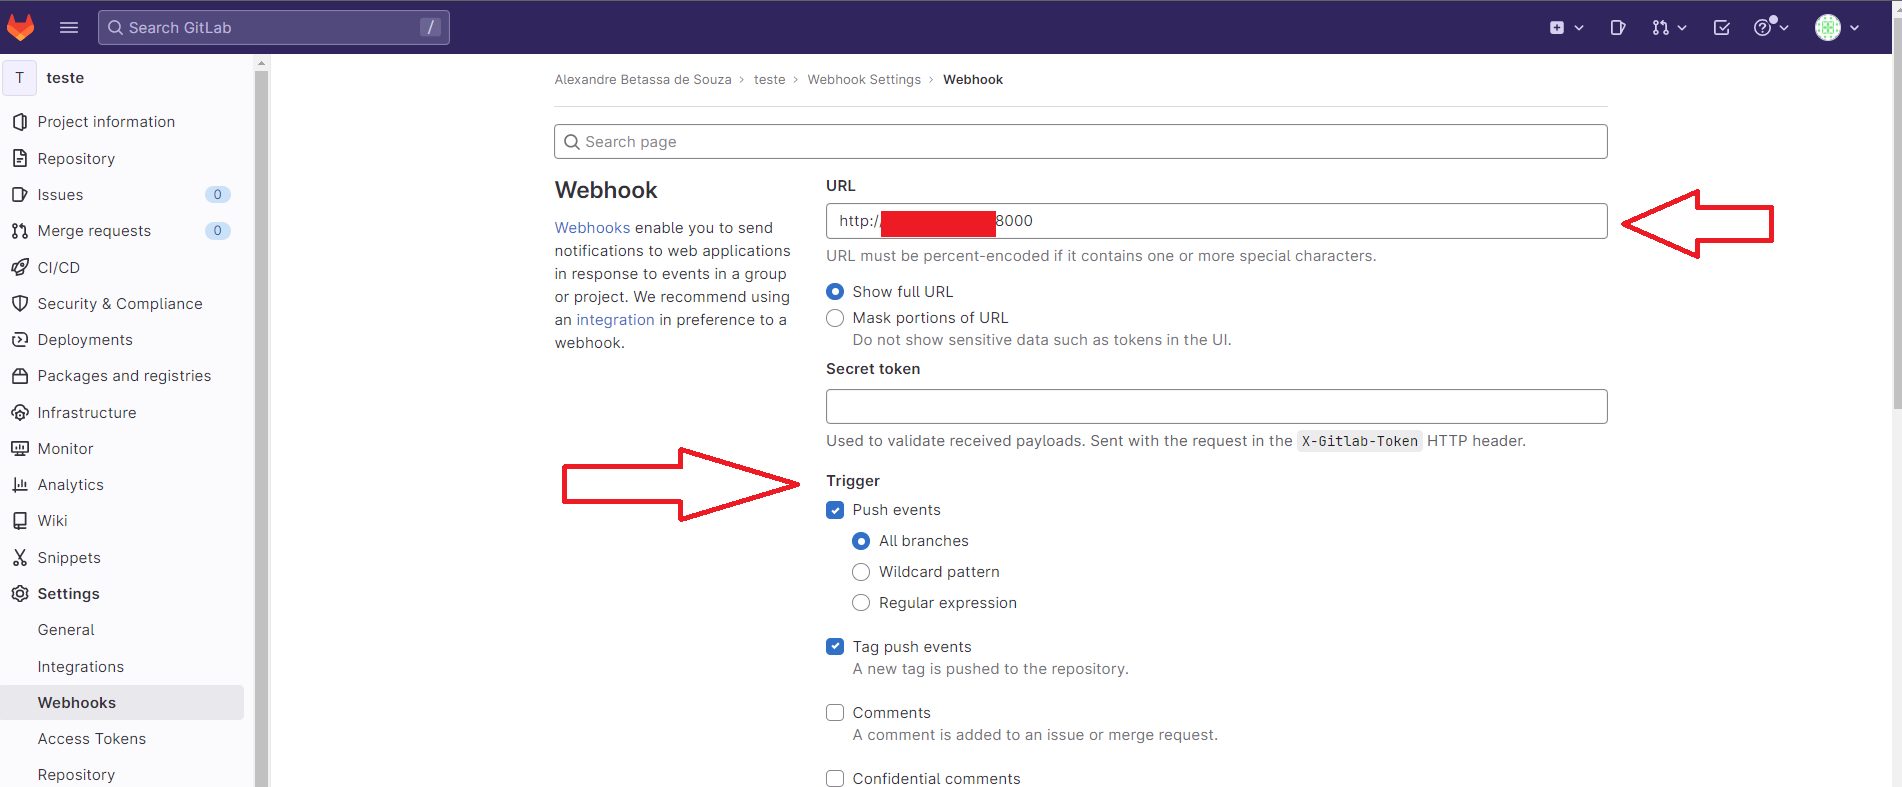 Search GitLab /
T teste
Project information
Repository
Issues 0
Merge requests 0
CI/CD
Security & Compliance
Deployments
Packages and registries
Infrastructure
Monitor
Analytics
Wiki
Snippets
Settings
General
Integrations
Webhooks
Access Tokens
Repository
Alexandre Betassa de Souza › teste › Webhook Settings › Webhook
Search page
Webhook
Webhooks enable you to send
notifications to web applications
in response to events in a group
or project. We recommend using
an integration in preference to a
webhook.
URL
http:/ 8000
URL must be percent-encoded if it contains one or more special characters.
Show full URL
Mask portions of URL
Do not show sensitive data such as tokens in the UI.
Secret token
Used to validate received payloads. Sent with the request in the X-Gitlab-Token HTTP header.
Trigger
Push events
All branches
Wildcard pattern
Regular expression
Tag push events
A new tag is pushed to the repository.
Comments
A comment is added to an issue or merge request.
Confidential comments